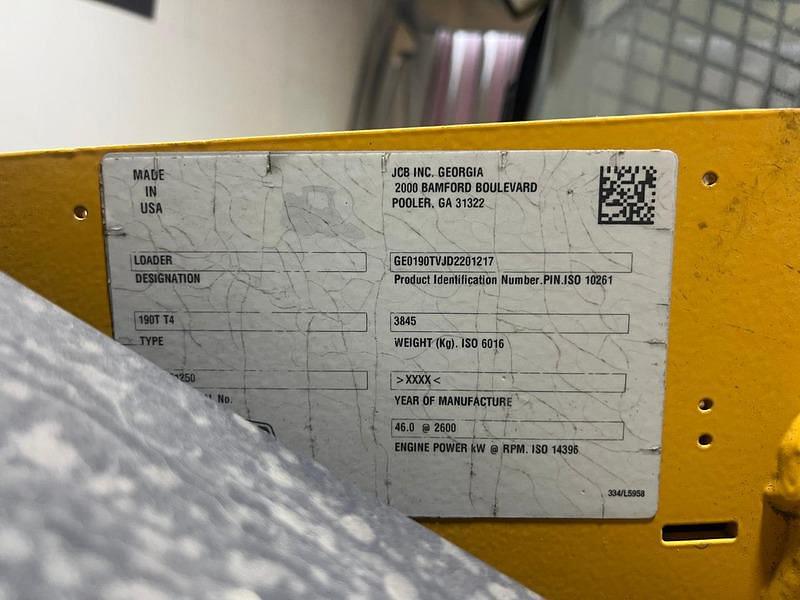 MADE
IN
USA
JCB INC. GEORGIA
2000 BAMFORD BOULEVARD
POOLER, GA 31322
LOADER
DESIGNATION
GE0190TVJD2201217
Product Identification Number.PIN.ISO 10261
190T T4
TYPE
3845
WEIGHT (Kg). ISO 6016
1250
No.
>XXXX<
YEAR OF MANUFACTURE
46.0 @ 2600
ENGINE POWER kW @ RPM. ISO 14396
334/L5958